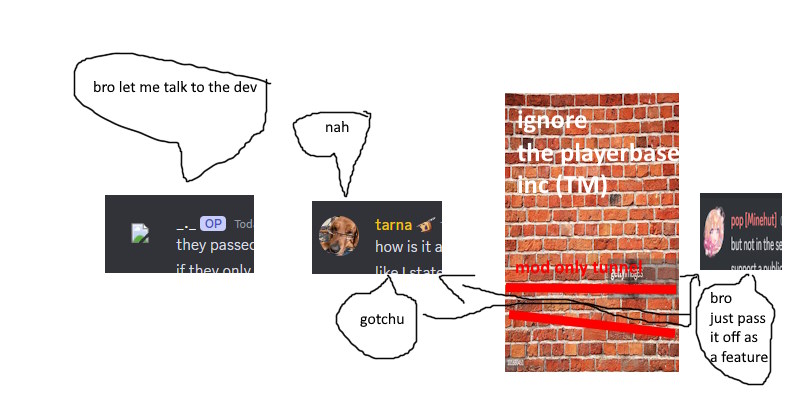 bro let me talk to the dev
nah
ignore
the playerbase
inc (TM)
_._ OP Tod
they passed
if they only
tarna
how is it a
like I state
pop [Minehut]
but not in the se
support a public
mod only tunnel
gotchu
bro
just pass
it off as
a feature